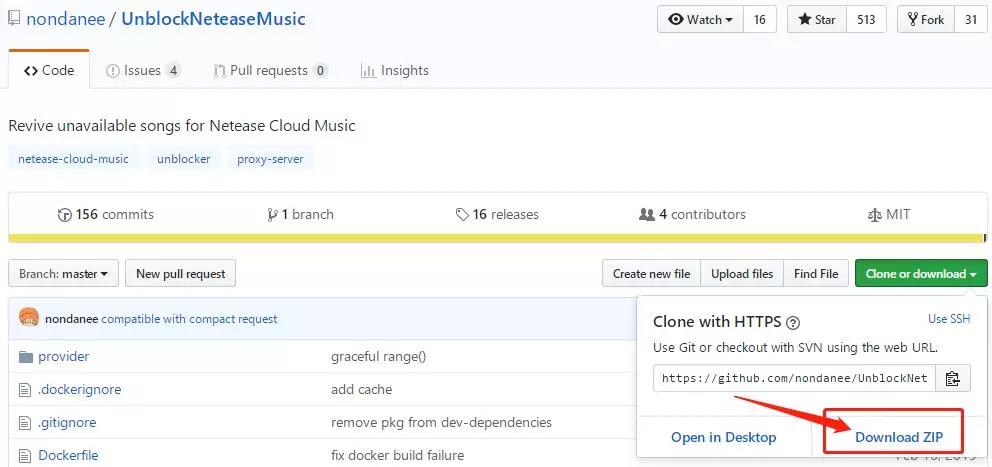 nondanee / UnblockNeteaseMusic
Watch 16 Star 513 Fork 31
Code Issues 4 Pull requests 0 Insights
Revive unavailable songs for Netease Cloud Music
netease-cloud-music unblocker proxy-server
156 commits 1 branch 16 releases 4 contributors MIT
Branch: master New pull request Create new file Upload files Find File Clone or download
nondanee compatible with compact request
Clone with HTTPS ? Use SSH
Use Git or checkout with SVN using the web URL.
provider graceful range()
https://github.com/nondanee/UnblockNet
.dockerignore add cache
.gitignore remove pkg from dev-dependencies
Open in Desktop Download ZIP
Dockerfile fix docker build failure